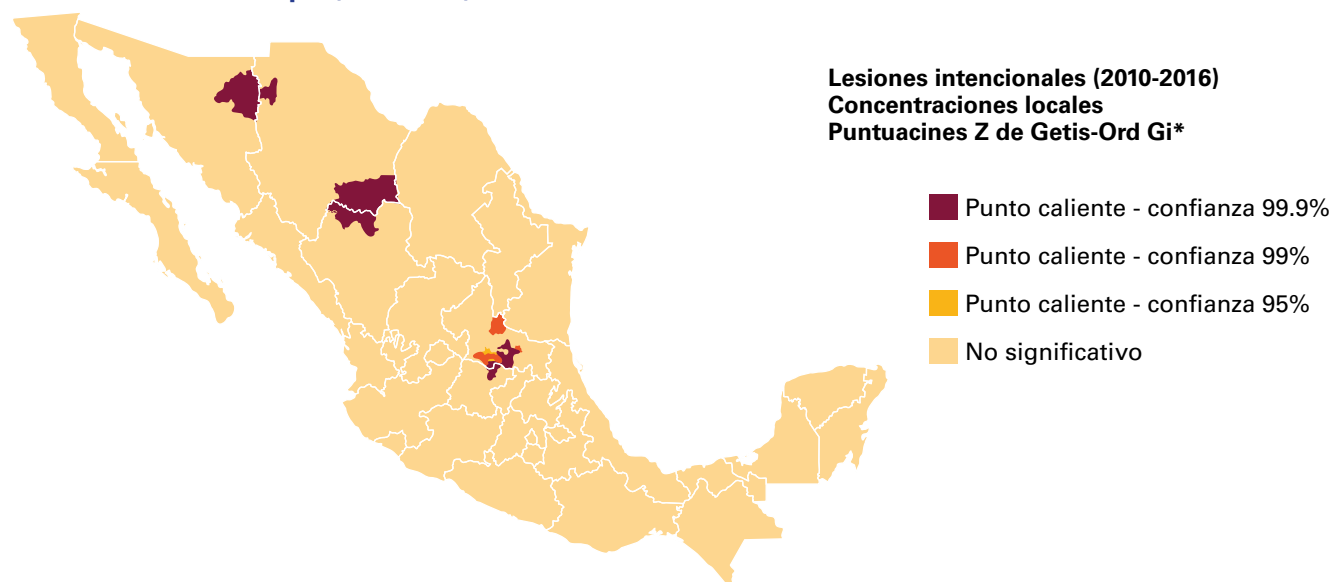 Lesiones intencionales (2010-2016)
Concentraciones locales
Puntuacines Z de Getis-Ord Gi*
Punto caliente - confianza 99.9%
Punto caliente - confianza 99%
Punto caliente - confianza 95%
No significativo